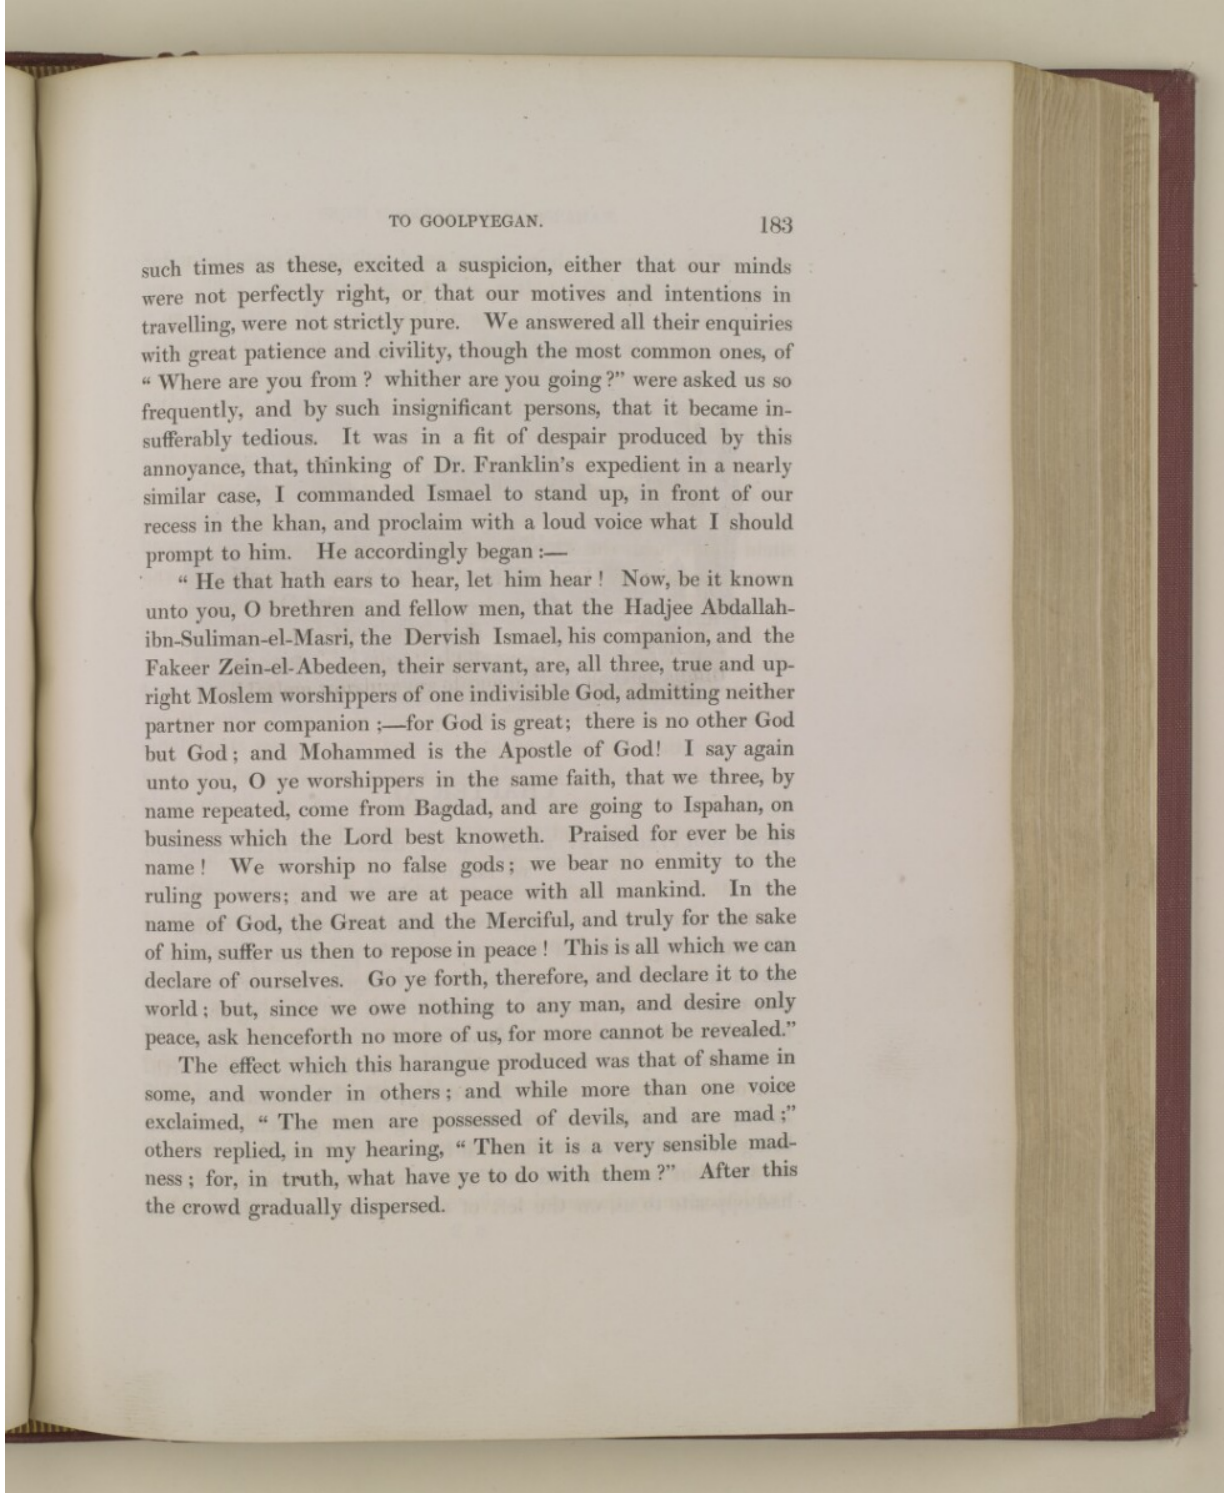 TO GOOLPYEGAN. 183
such times as these, excited a suspicion, either that our minds
were not perfectly right, or that our motives and intentions in
travelling, were not strictly pure. We answered all their enquiries
with great patience and civility, though the most common ones, of
“ Where are you from ? whither are you going ?” were asked us so
frequently, and by such insignificant persons, that it became in-
sufferably tedious. It was in a fit of despair produced by this
annoyance, that, thinking of Dr. Franklin’s expedient in a nearly
similar case, I commanded Ismael to stand up, in front of our
recess in the khan, and proclaim with a loud voice what I should
prompt to him. He accordingly began :—
“ He that hath ears to hear, let him hear ! Now, be it known
unto you, O brethren and fellow men, that the Hadjee Abdallah-
ibn-Suliman-el-Masri, the Dervish Ismael, his companion, and the
Fakeer Zein-el-Abedeen, their servant, are, all three, true and up-
right Moslem worshippers of one indivisible God, admitting neither
partner nor companion ;—for God is great; there is no other God
but God ; and Mohammed is the Apostle of God! I say again
unto you, O ye worshippers in the same faith, that we three, by
name repeated, come from Bagdad, and are going to Ispahan, on
business which the Lord best knoweth. Praised for ever be his
name ! We worship no false gods ; we bear no enmity to the
ruling powers; and we are at peace with all mankind. In the
name of God, the Great and the Merciful, and truly for the sake
of him, suffer us then to repose in peace ! This is all which we can
declare of ourselves. Go ye forth, therefore, and declare it to the
world ; but, since we owe nothing to any man, and desire only
peace, ask henceforth no more of us, for more cannot be revealed.”
The effect which this harangue produced was that of shame in
some, and wonder in others ; and while more than one voice
exclaimed, “ The men are possessed of devils, and are mad ;”
others replied, in my hearing, “ Then it is a very sensible mad-
ness ; for, in truth, what have ye to do with them ?” After this
the crowd gradually dispersed.